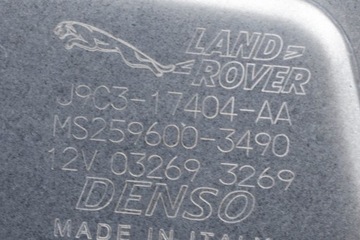 LAND
ROVER
J9C3-17404-AA
MS259600-3490
12V 03269 3269
DENSO
MADE IN ITALY